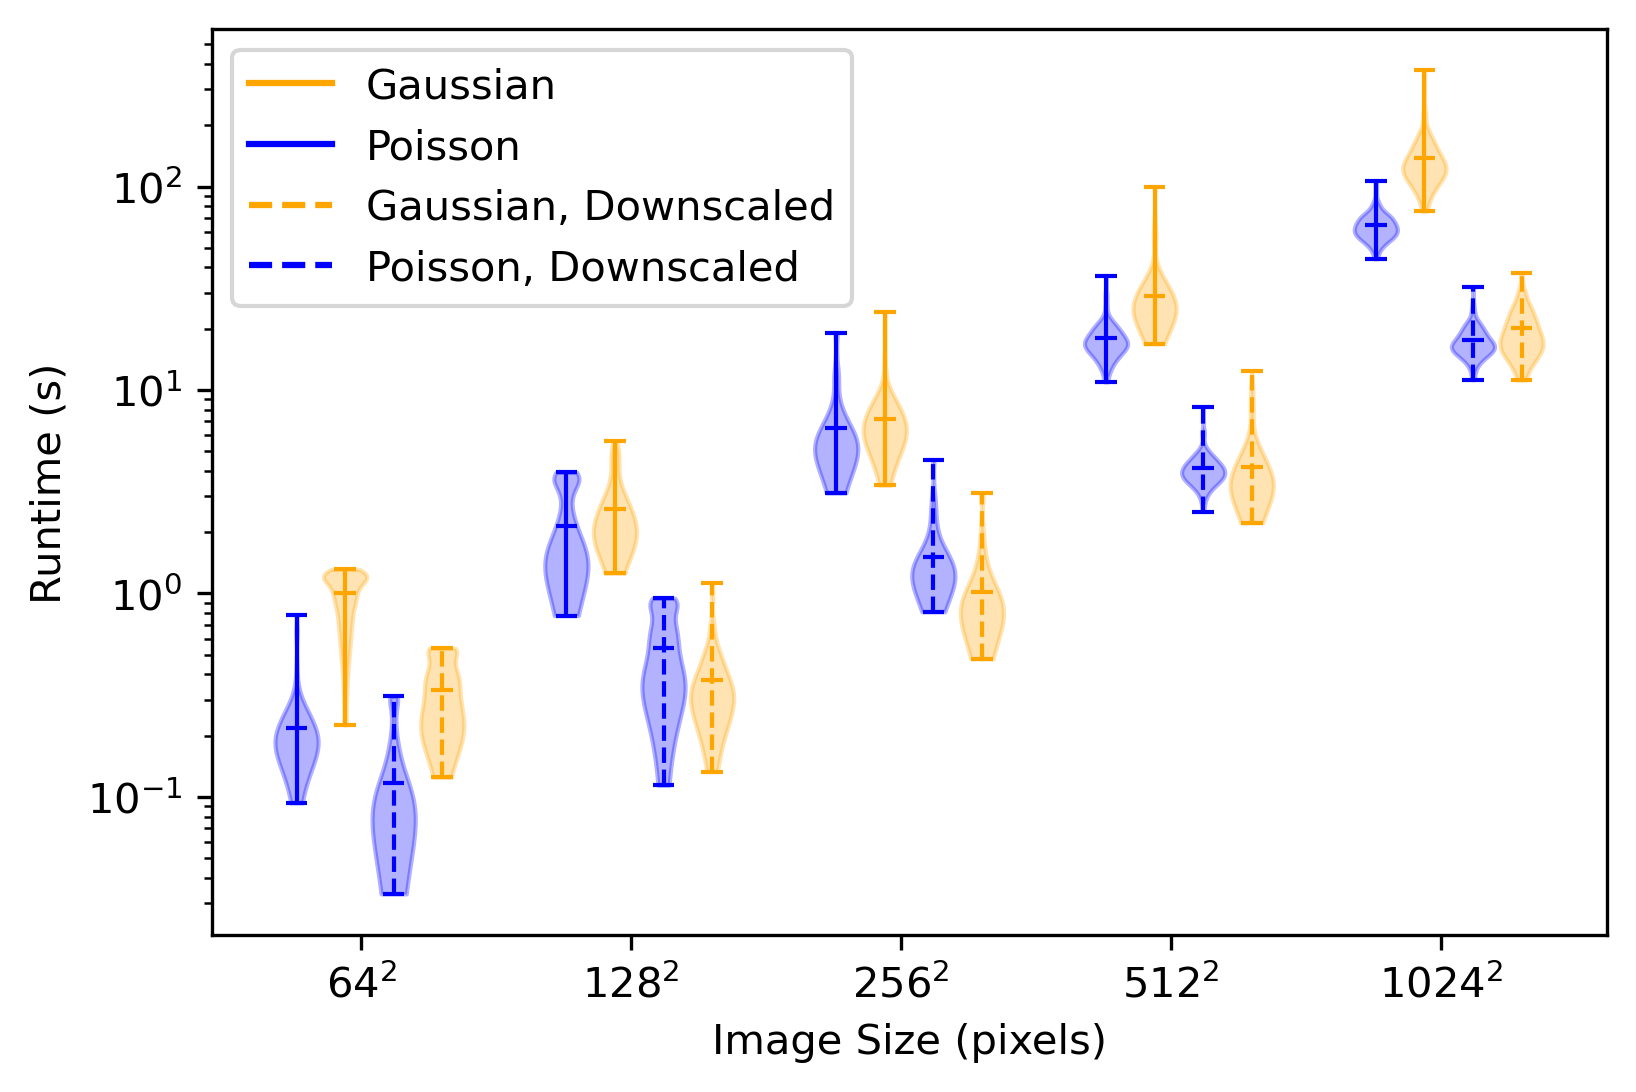 Gaussian
Poisson
Gaussian, Downscaled
Poisson, Downscaled
Runtime (s)
10²
10¹
10⁰
10⁻¹
64²
128²
256²
512²
1024²
Image Size (pixels)